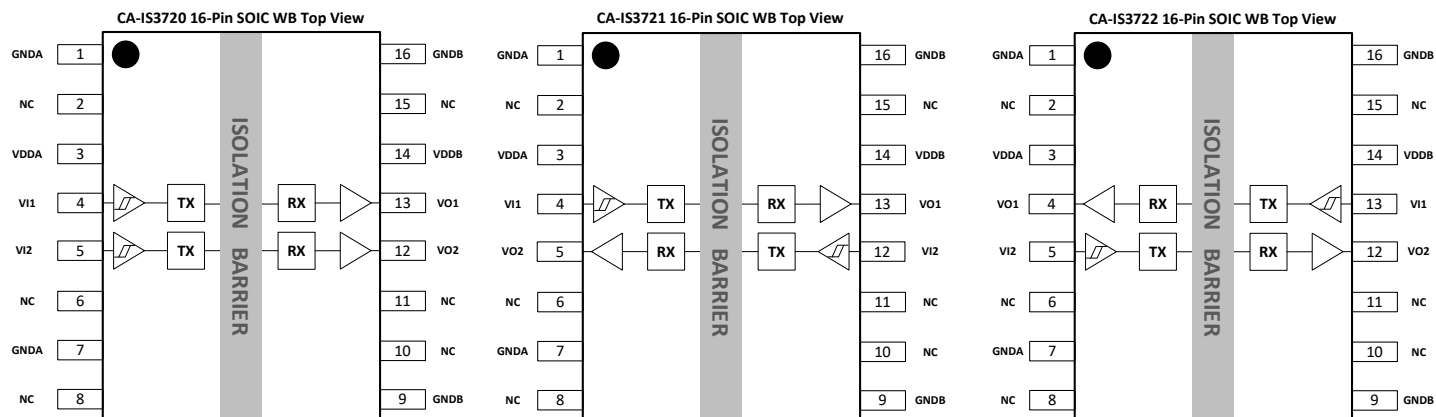 CA-IS3720 16-Pin SOIC WB Top View
GNDA 1 16 GNDB
NC 2 15 NC
VDDA 3 14 VDDB
VI1 4 TX RX 13 VO1
VI2 5 TX RX 12 VO2
NC 6 11 NC
GNDA 7 10 NC
NC 8 9 GNDB
ISOLATION BARRIER
CA-IS3721 16-Pin SOIC WB Top View
GNDA 1 16 GNDB
NC 2 15 NC
VDDA 3 14 VDDB
VI1 4 TX RX 13 VO1
VO2 5 RX TX 12 VI2
NC 6 11 NC
GNDA 7 10 NC
NC 8 9 GNDB
ISOLATION BARRIER
CA-IS3722 16-Pin SOIC WB Top View
GNDA 1 16 GNDB
NC 2 15 NC
VDDA 3 14 VDDB
VO1 4 RX TX 13 VI1
VI2 5 TX RX 12 VO2
NC 6 11 NC
GNDA 7 10 NC
NC 8 9 GNDB
ISOLATION BARRIER